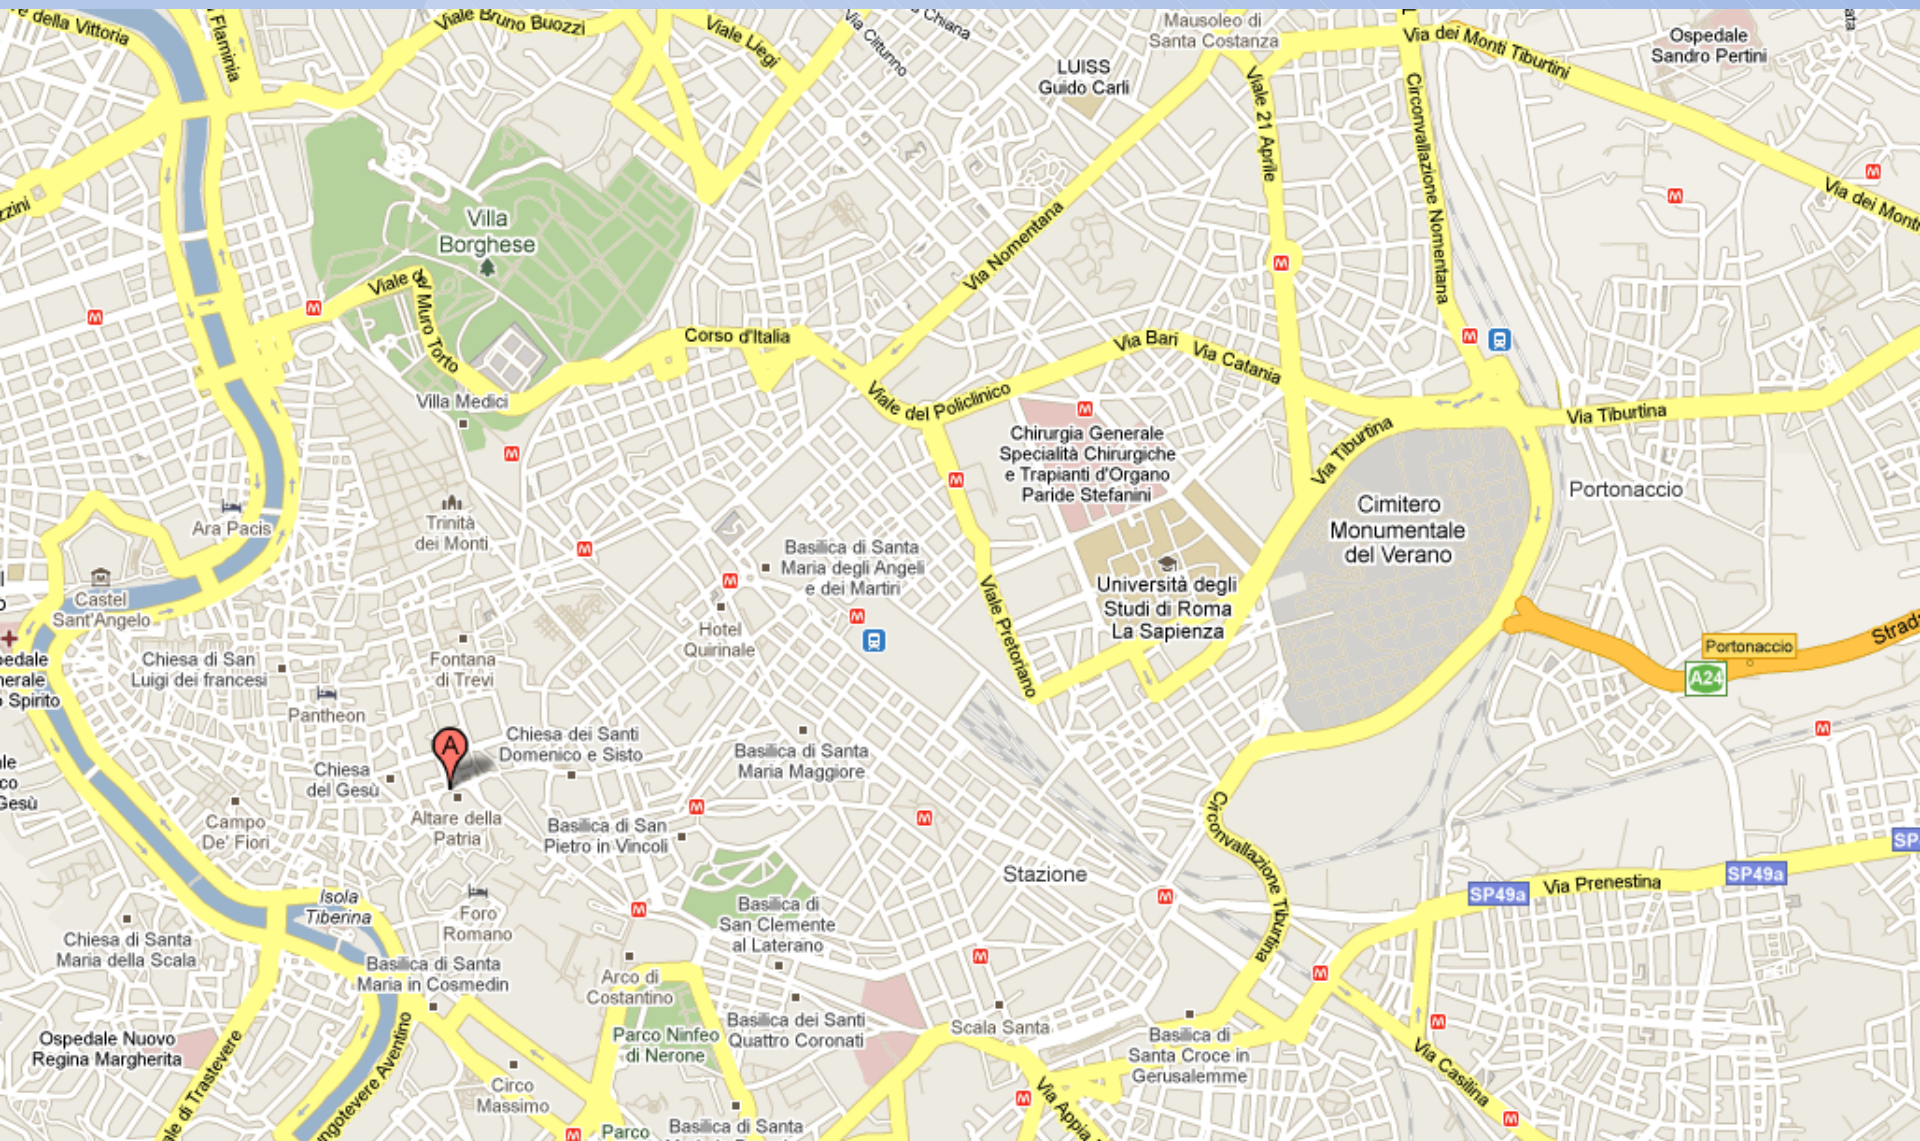 della Vittoria
Flaminia
Viale Bruno Buozzi
Viale Liegi
Via Clitunno
Chiana
Mausoleo di
Santa Costanza
Via dei Monti Tiburtini
Ospedale
Sandro Pertini
LUISS
Guido Carli
Viale 21 Aprile
Circonvallazione Nomentana
Via dei Monti
Villa
Borghese
Via Nomentana
M
M
M
Viale del Muro Torto
M
M
M
Corso d'Italia
Via Bari
Via Catania
Villa Medici
Viale del Policlinico
M
Via Tiburtina
Via Tiburtina
M
M
Chirurgia Generale
Specialità Chirurgiche
e Trapianti d'Organo
Paride Stefanini
Portonaccio
Cimitero
Monumentale
del Verano
Ara Pacis
Trinità
dei Monti
M
Basilica di Santa
Maria degli Angeli
e dei Martiri
M
M
Università degli
Studi di Roma
La Sapienza
Castel
Sant'Angelo
Hotel
Quirinale
Viale Pretoriano
Portonaccio
A24
Chiesa di San
Luigi dei francesi
Fontana
di Trevi
Spirito
Pantheon
M
A
Chiesa dei Santi
Domenico e Sisto
Basilica di Santa
Maria Maggiore
Chiesa
del Gesù
Gesù
M
M
Campo
De' Fiori
Altare della
Patria
Basilica di San
Pietro in Vincoli
Circonvallazione Tiburtina
SP
Stazione
SP49a
Via Prenestina
SP49a
M
Isola
Tiberina
Foro
Romano
M
Basilica di
San Clemente
al Laterano
Chiesa di Santa
Maria della Scala
Basilica di Santa
Maria in Cosmedin
Arco di
Costantino
M
M
Ospedale Nuovo
Regina Margherita
Parco Ninfeo
di Nerone
Basilica dei Santi
Quattro Coronati
Scala Santa
Basilica di
Santa Croce in
Gerusalemme
M
Via Casilina
Circo
Massimo
M
Via Appia
M
M
Parco
Basilica di Santa